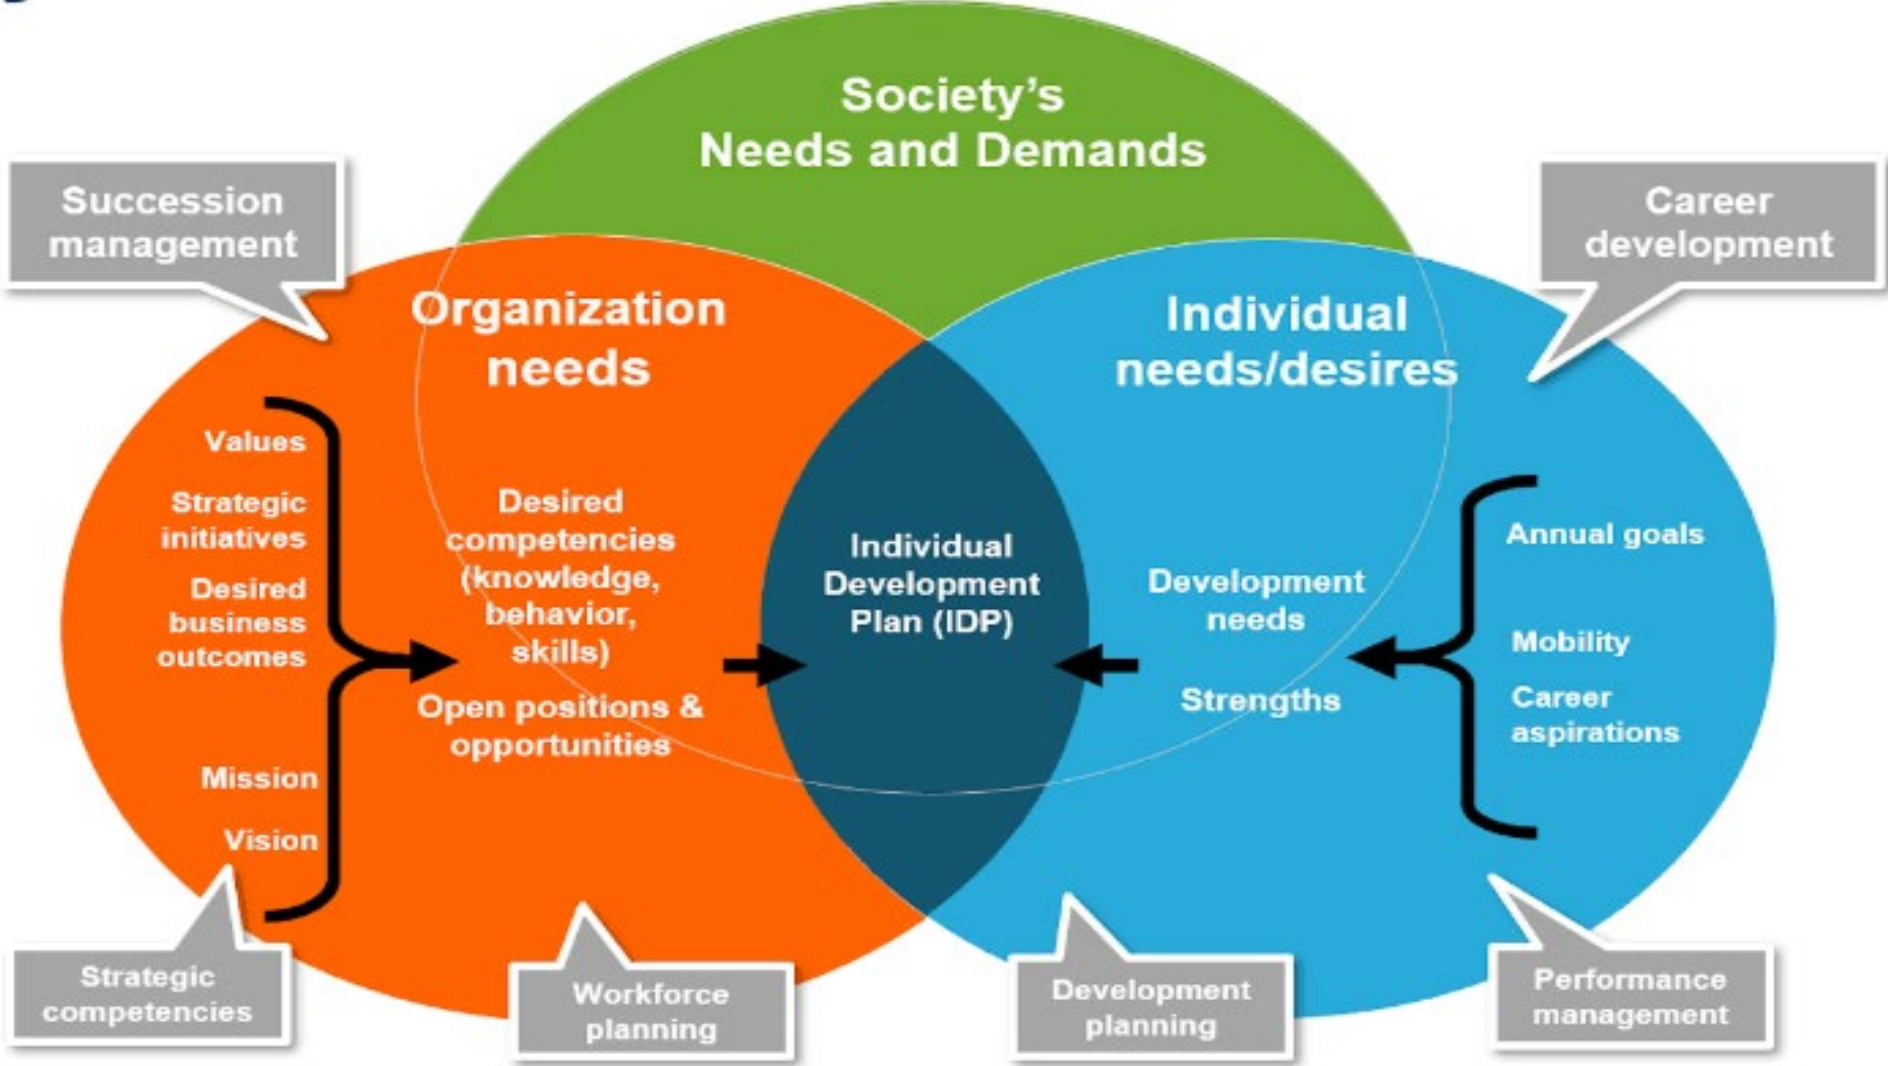 Society's
Needs and Demands
Succession
management
Career
development
Organization
needs
Individual
needs/desires
Values
Strategic
initiatives
Desired
business
outcomes
Mission
Vision
Desired
competencies
(knowledge,
behavior,
skills)
Open positions &
opportunities
Individual
Development
Plan (IDP)
Development
needs
Strengths
Annual goals
Mobility
Career
aspirations
Strategic
competencies
Workforce
planning
Development
planning
Performance
management